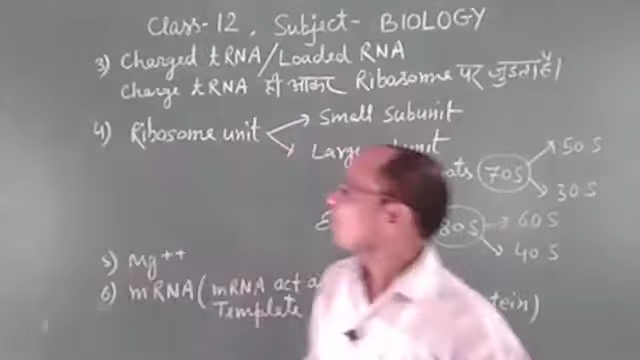 Class-12, Subject- BIOLOGY
3) Charged tRNA/Loaded RNA
Charge tRNA ही आकर Ribosome पर जुड़ता है।
4) Ribosome unit Small Subunit
Large
70S 50 S
30 S
80S 60 S
40 S
5) Mg++
6) mRNA (mRNA act
Template